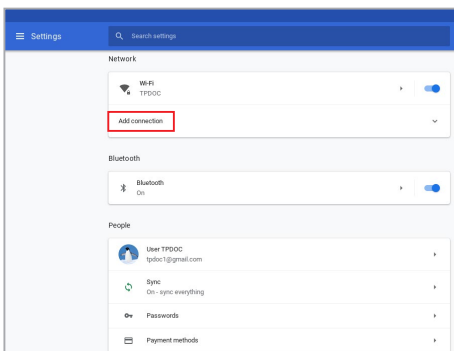 Settings
Search settings
Network
Wi-Fi
TPDOC
Add connection
Bluetooth
Bluetooth
On
People
User TPDOC
tpdoc1@gmail.com
Sync
On - sync everything
Passwords
Payment methods